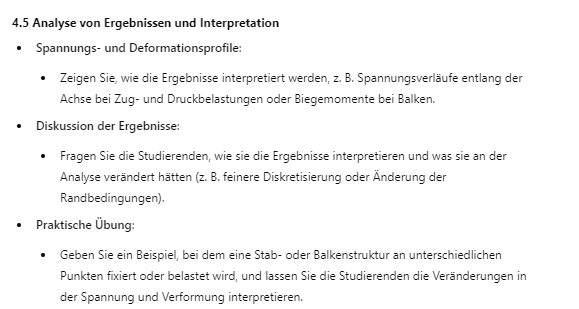 4.5 Analyse von Ergebnissen und Interpretation
• Spannungs- und Deformationsprofile:
• Zeigen Sie, wie die Ergebnisse interpretiert werden, z. B. Spannungsverläufe entlang der
Achse bei Zug- und Druckbelastungen oder Biegemomente bei Balken.
• Diskussion der Ergebnisse:
• Fragen Sie die Studierenden, wie sie die Ergebnisse interpretieren und was sie an der
Analyse verändert hätten (z. B. feinere Diskretisierung oder Änderung der
Randbedingungen).
• Praktische Übung:
• Geben Sie ein Beispiel, bei dem eine Stab- oder Balkenstruktur an unterschiedlichen
Punkten fixiert oder belastet wird, und lassen Sie die Studierenden die Veränderungen in
der Spannung und Verformung interpretieren.